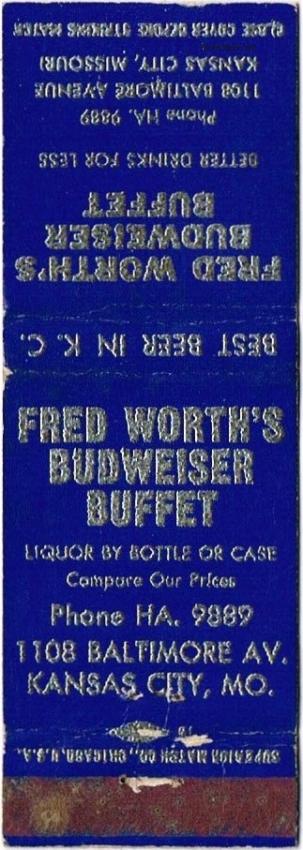 CLOSE COVER BEFORE STRIKING MATCH
KANSAS CITY, MISSOURI
1108 BALTIMORE AVENUE
Phone HA. 9889
BETTER DRINKS FOR LESS
FRED WORTH'S
BUDWEISER
BUFFET
BEST BEER IN K. C.
FRED WORTH'S
BUDWEISER
BUFFET
LIQUOR BY BOTTLE OR CASE
Compare Our Prices
Phone HA. 9889
1108 BALTIMORE AV.
KANSAS CITY, MO.
SUPERIOR MATCH CO., CHICAGO, U.S.A.